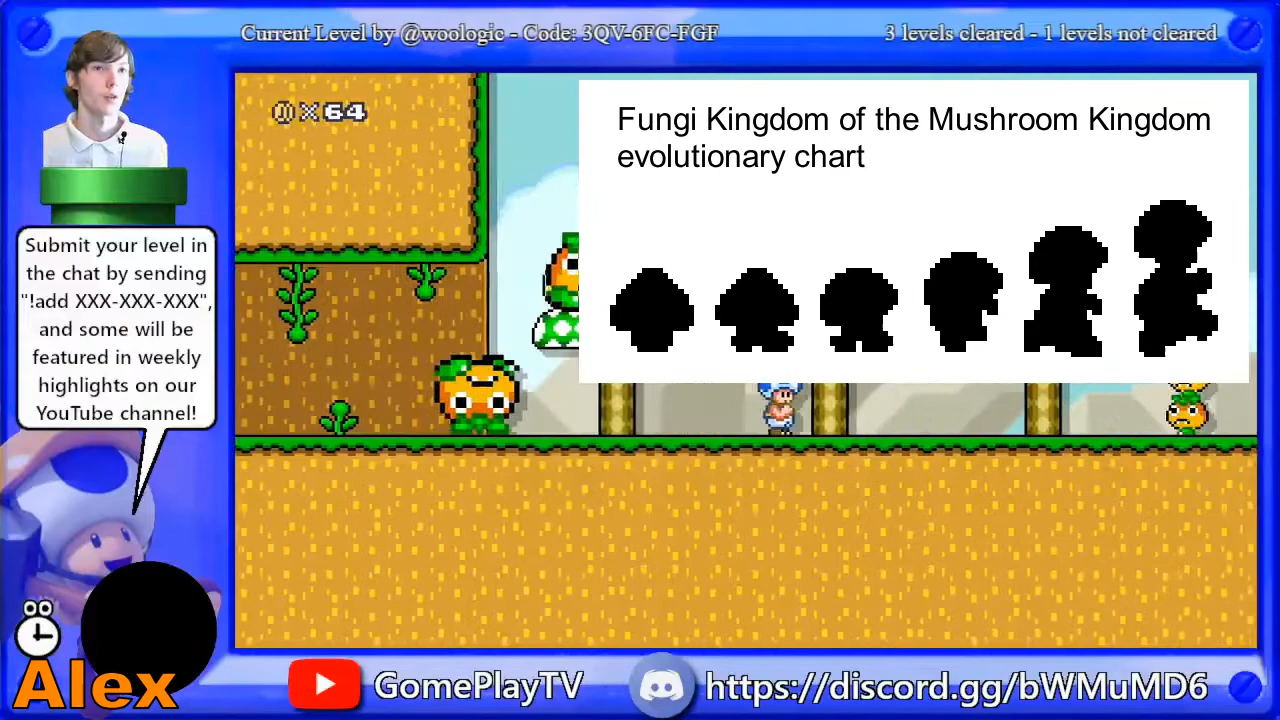 Current Level by @woologic - Code: 3QV-6FC-FGF
3 levels cleared - 1 levels not cleared
x64
Fungi Kingdom of the Mushroom Kingdom
evolutionary chart
Submit your level in
the chat by sending
"!add XXX-XXX-XXX",
and some will be
featured in weekly
highlights on our
YouTube channel!
Alex
GomePlayTV
https://discord.gg/bWMuMD6